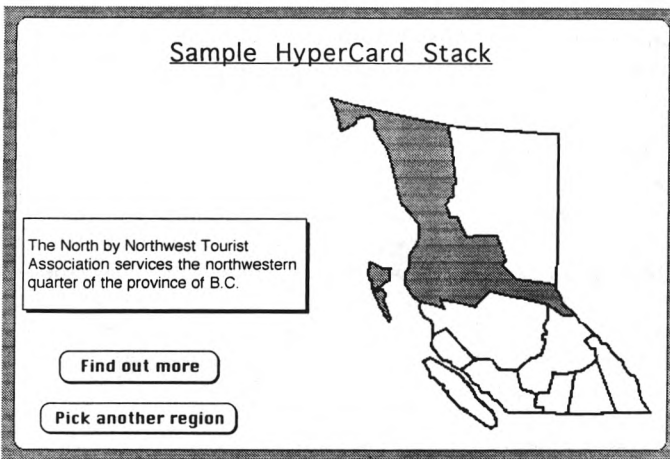 Sample HyperCard Stack
The North by Northwest Tourist
Association services the northwestern
quarter of the province of B.C.
Find out more
Pick another region